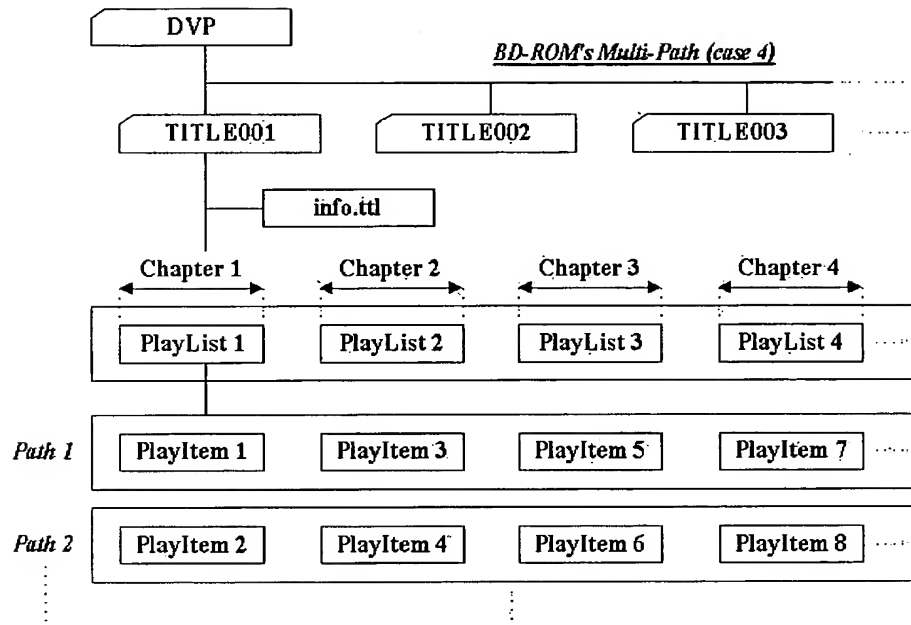 DVP
BD-ROM's Multi-Path (case 4)
TITLE001 TITLE002 TITLE003
info.ttl
Chapter 1 Chapter 2 Chapter 3 Chapter 4
PlayList 1 PlayList 2 PlayList 3 PlayList 4
Path 1 PlayItem 1 PlayItem 3 PlayItem 5 PlayItem 7
Path 2 PlayItem 2 PlayItem 4 PlayItem 6 PlayItem 8